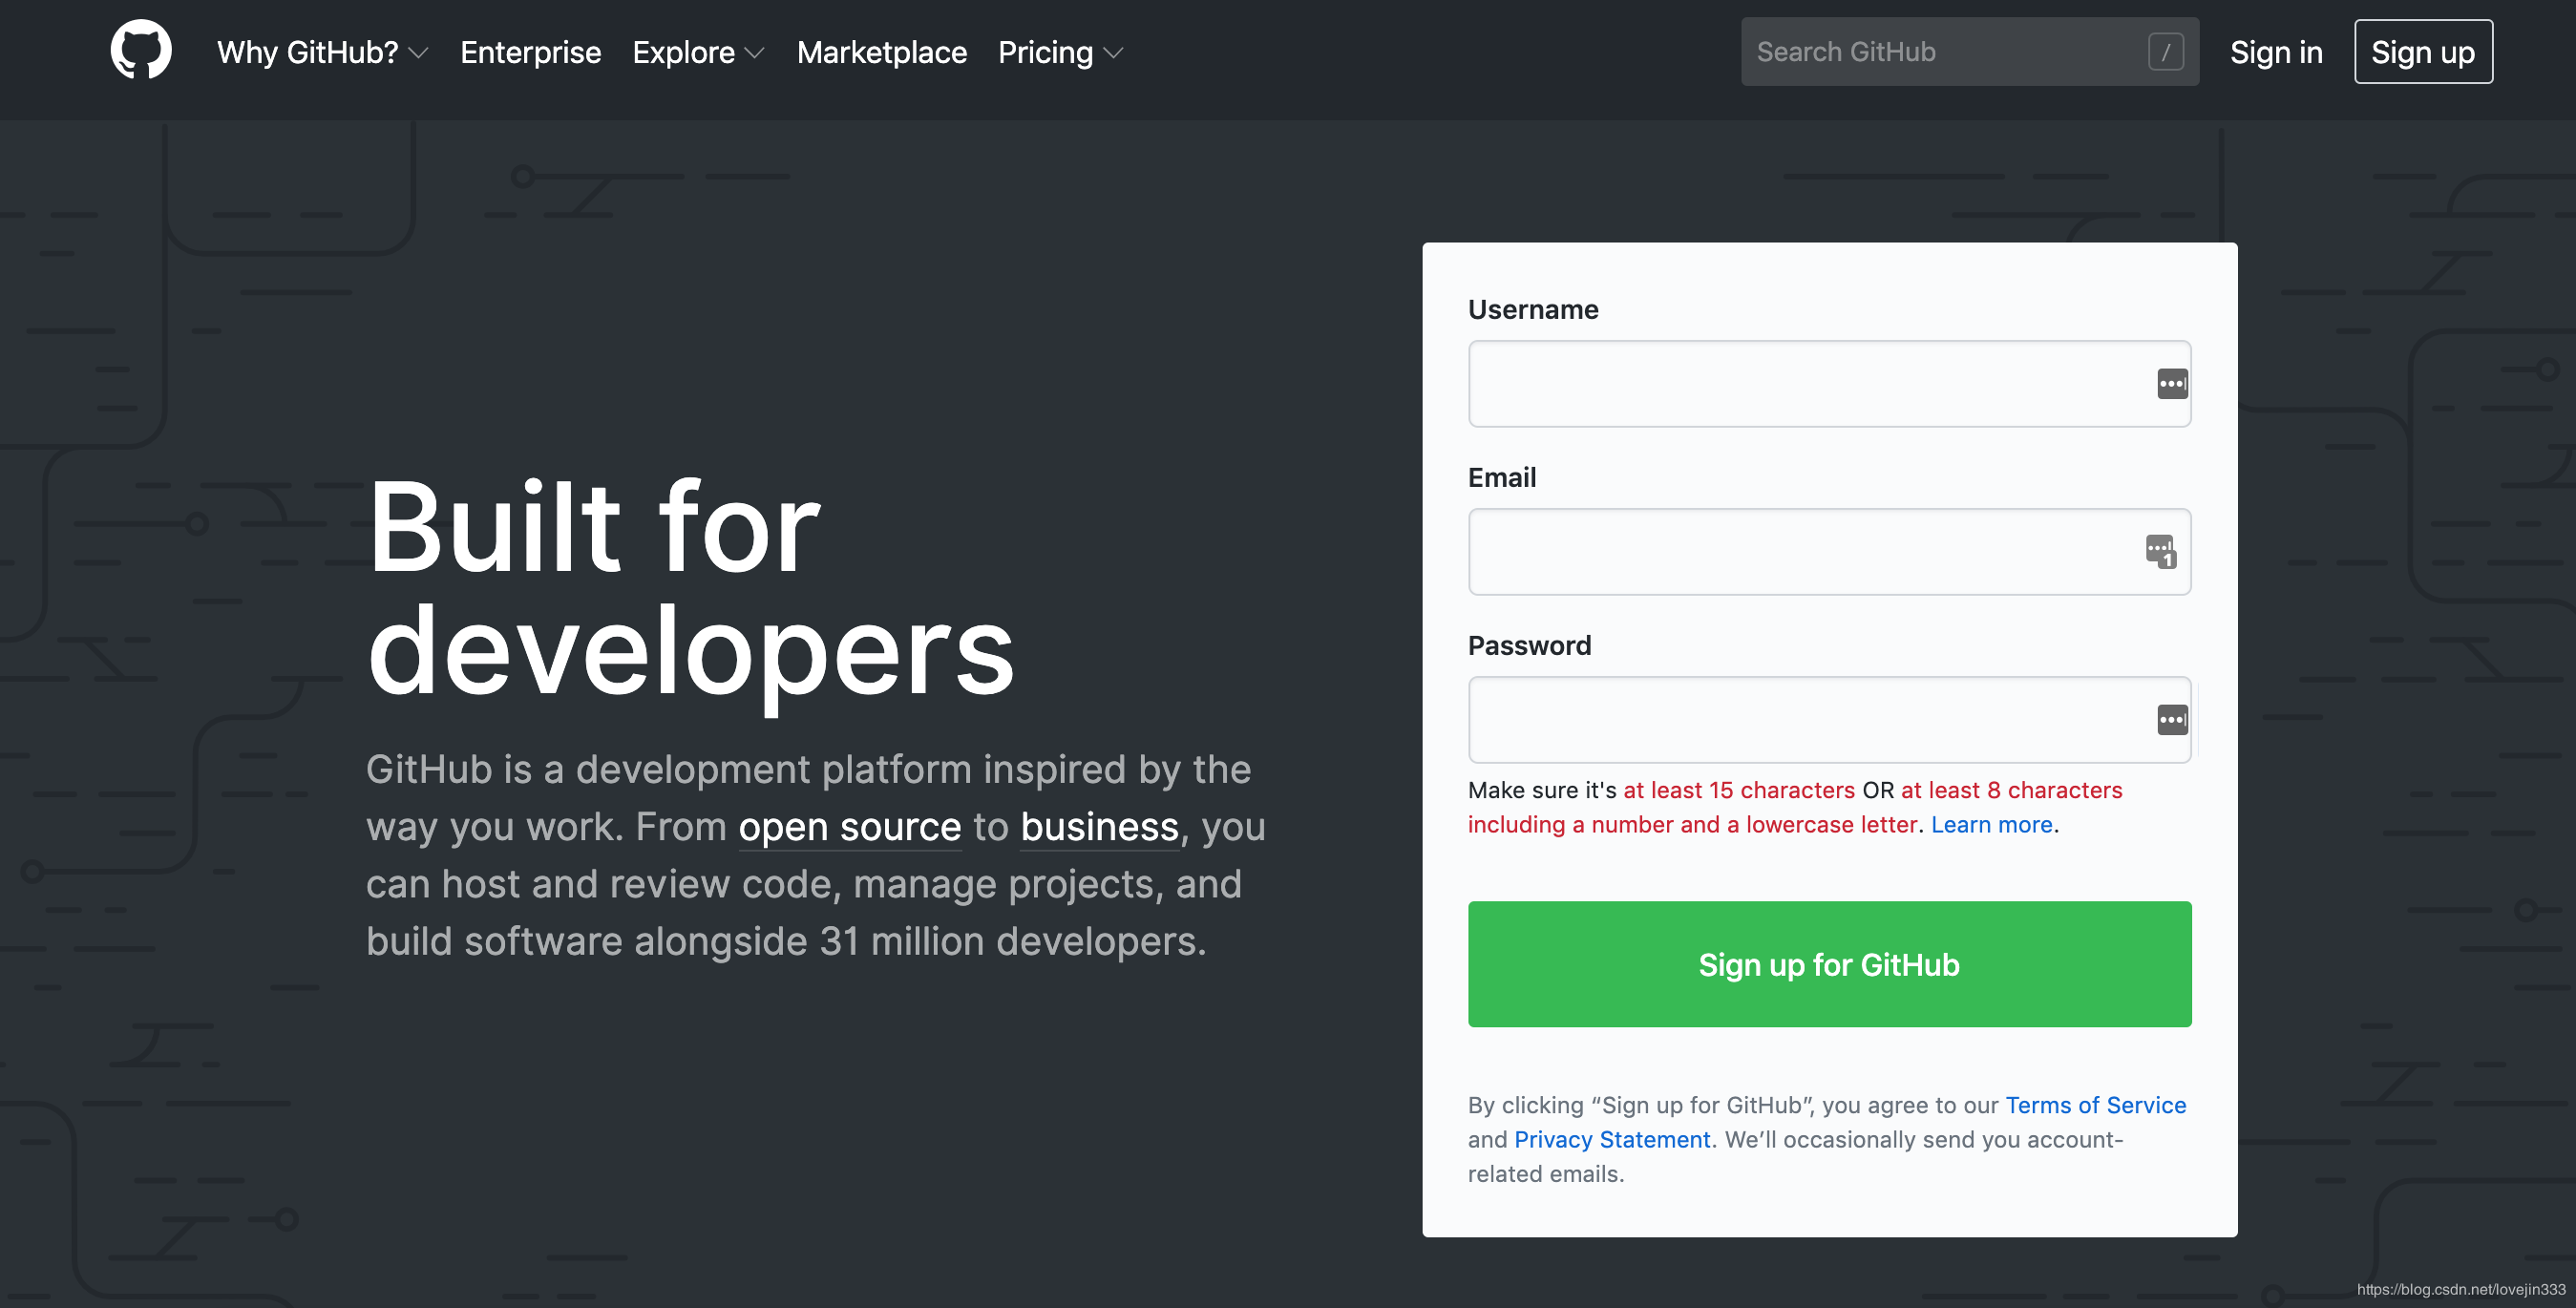 Why GitHub? Enterprise Explore Marketplace Pricing Search GitHub / Sign in Sign up
Built for
developers
GitHub is a development platform inspired by the
way you work. From open source to business, you
can host and review code, manage projects, and
build software alongside 31 million developers.
Username
Email
1
Password
Make sure it's at least 15 characters OR at least 8 characters
including a number and a lowercase letter. Learn more.
Sign up for GitHub
By clicking “Sign up for GitHub”, you agree to our Terms of Service
and Privacy Statement. We’ll occasionally send you account-
related emails.
https://blog.csdn.net/lovejin333